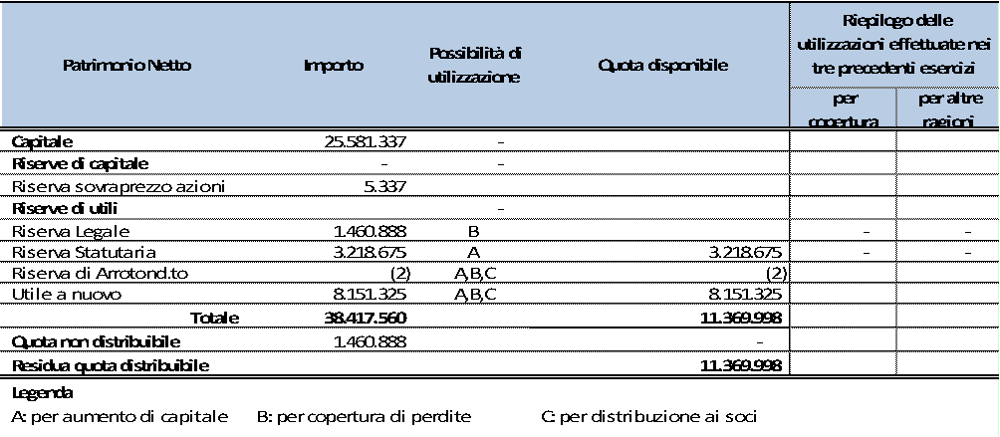 Riepilogo delle
utilizzazioni effettuate nei
tre precedenti esercizi
Patrimonio Netto Importo Possibilità di utilizzazione Quota disponibile
per copertura per altre ragioni
Capitale 25.581.337 -
Riserve di capitale - -
Riserva sovraprezzo azioni 5.337
Riserve di utili -
Riserva Legale 1.460.888 B - -
Riserva Statutaria 3.218.675 A 3.218.675 - -
Riserva di Arrotond.to (2) A,B,C (2)
Utile a nuovo 8.151.325 A,B,C 8.151.325
Totale 38.417.560 11.369.998
Quota non distribuibile 1.460.888 -
Residua quota distribuibile 11.369.998
Legenda
A: per aumento di capitale B: per copertura di perdite C: per distribuzione ai soci